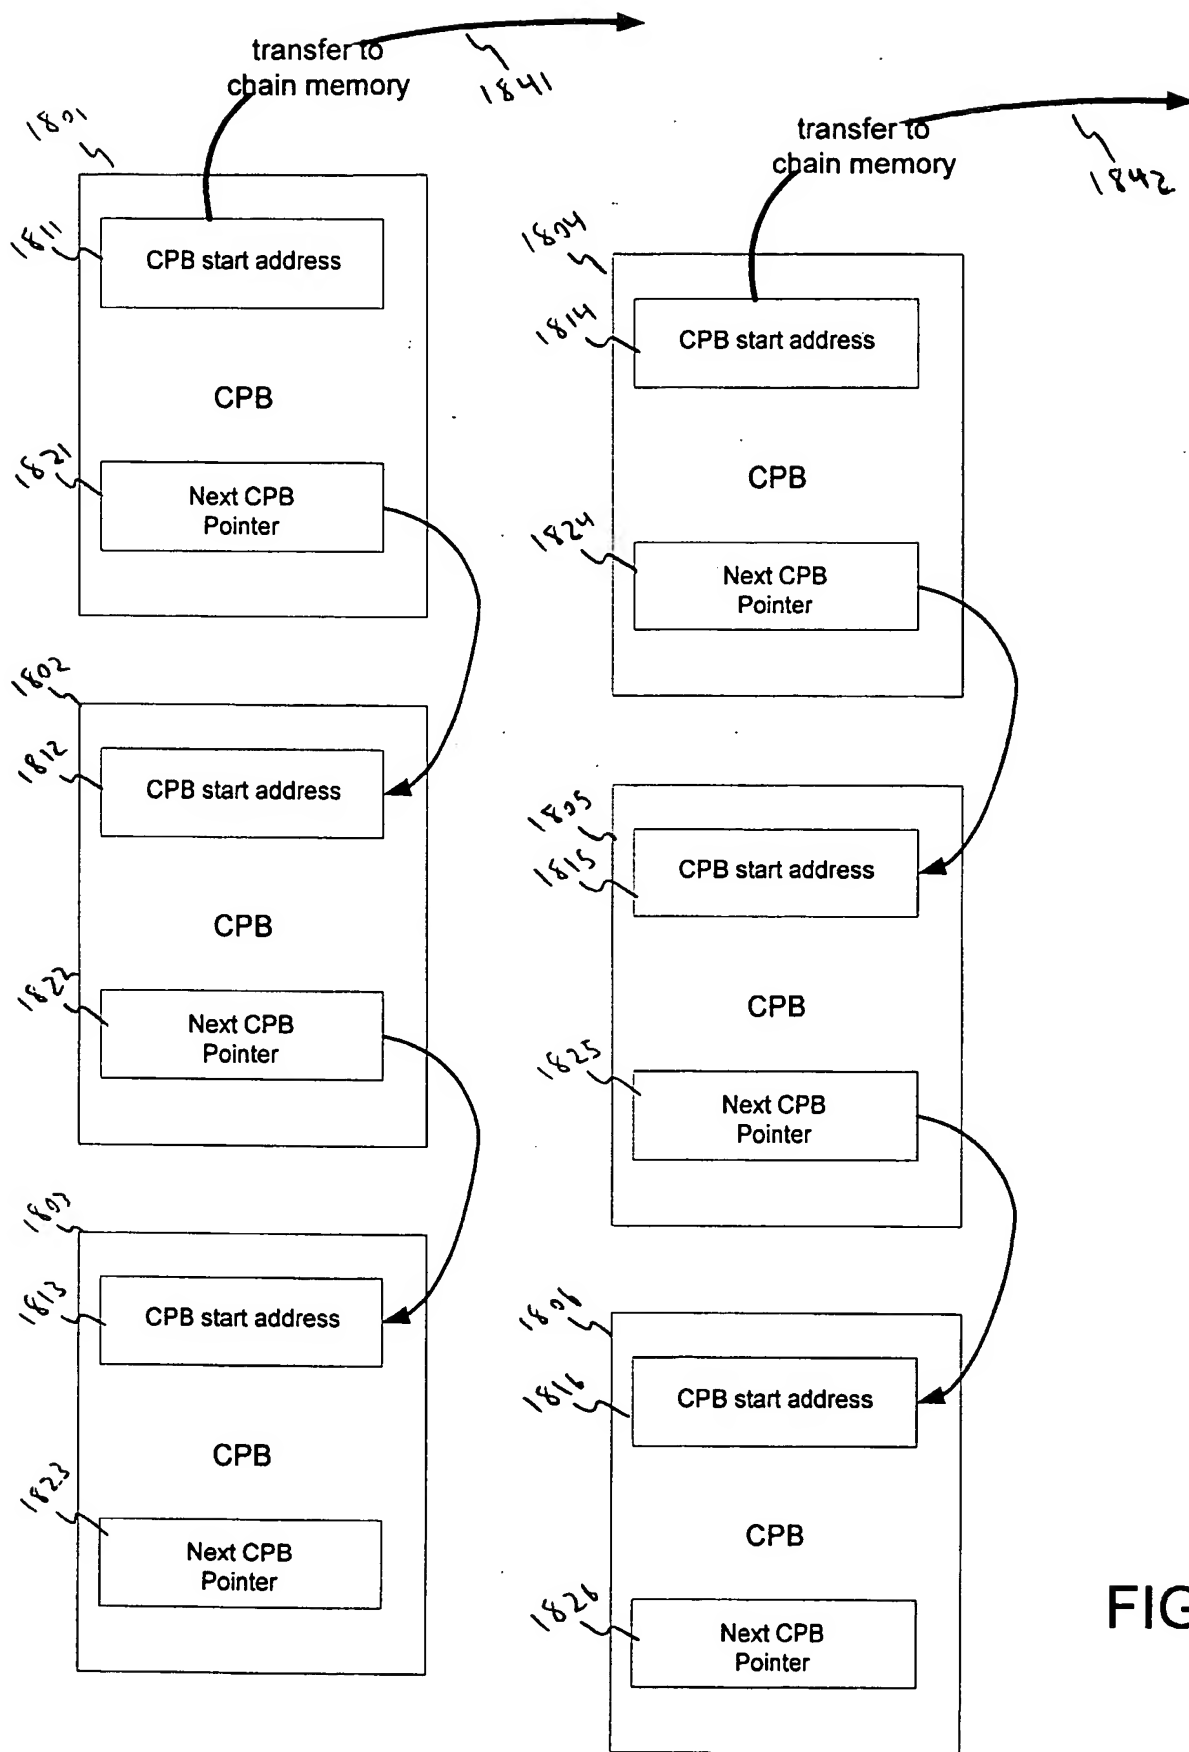 transfer to
chain memory
1841
1801
1811
CPB start address
CPB
1821
Next CPB
Pointer
1802
1812
CPB start address
CPB
1822
Next CPB
Pointer
1803
1813
CPB start address
CPB
1823
Next CPB
Pointer
transfer to
chain memory
1842
1804
1814
CPB start address
CPB
1824
Next CPB
Pointer
1805
1815
CPB start address
CPB
1825
Next CPB
Pointer
1806
1816
CPB start address
CPB
1826
Next CPB
Pointer
FIG